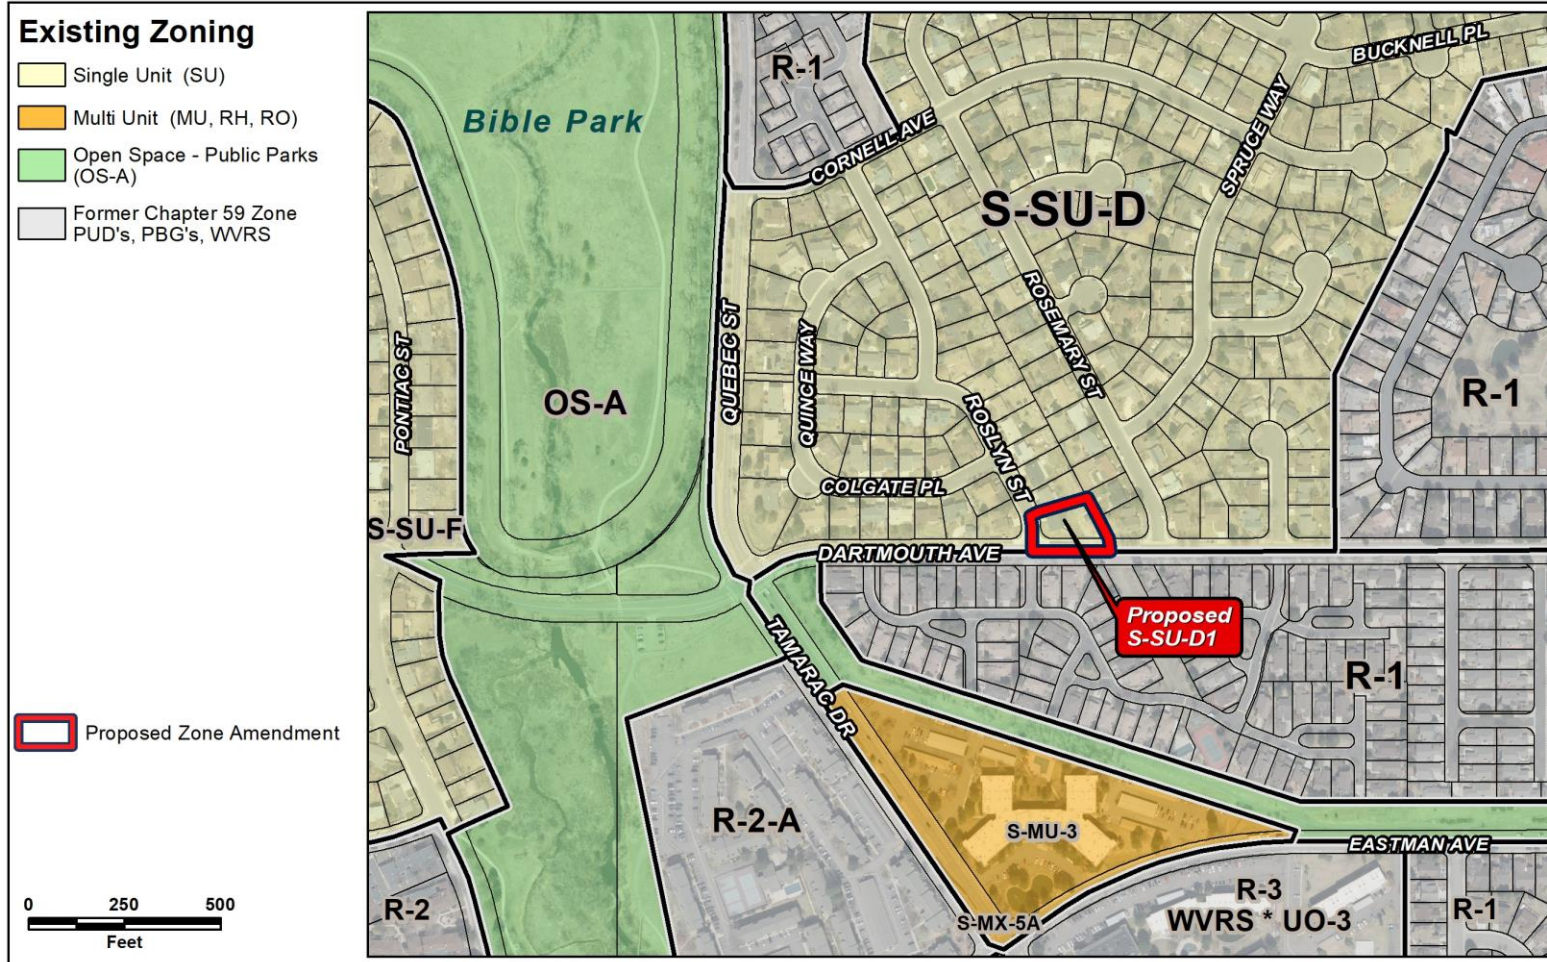 Existing Zoning
Single Unit (SU)
Multi Unit (MU, RH, RO)
Open Space - Public Parks
(OS-A)
Former Chapter 59 Zone
PUD's, PBG's, WVRS
Proposed Zone Amendment
0 250 500
Feet
Bible Park
R-1
BUCKNELL PL
CORNELL AVE
SPRUCE WAY
S-SU-D
PONTIAC ST
OS-A
QUEBEC ST
QUINCE WAY
ROSEMARY ST
ROSLYN ST
R-1
COLGATE PL
S-SU-F
DARTMOUTH AVE
Proposed
S-SU-D1
TAMARAC DR
R-1
R-2-A
S-MU-3
EASTMAN AVE
R-2
S-MX-5A
R-3
WVRS * UO-3
R-1